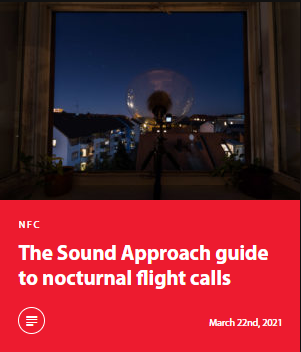 NFC
The Sound Approach guide
to nocturnal flight calls
March 22nd, 2021